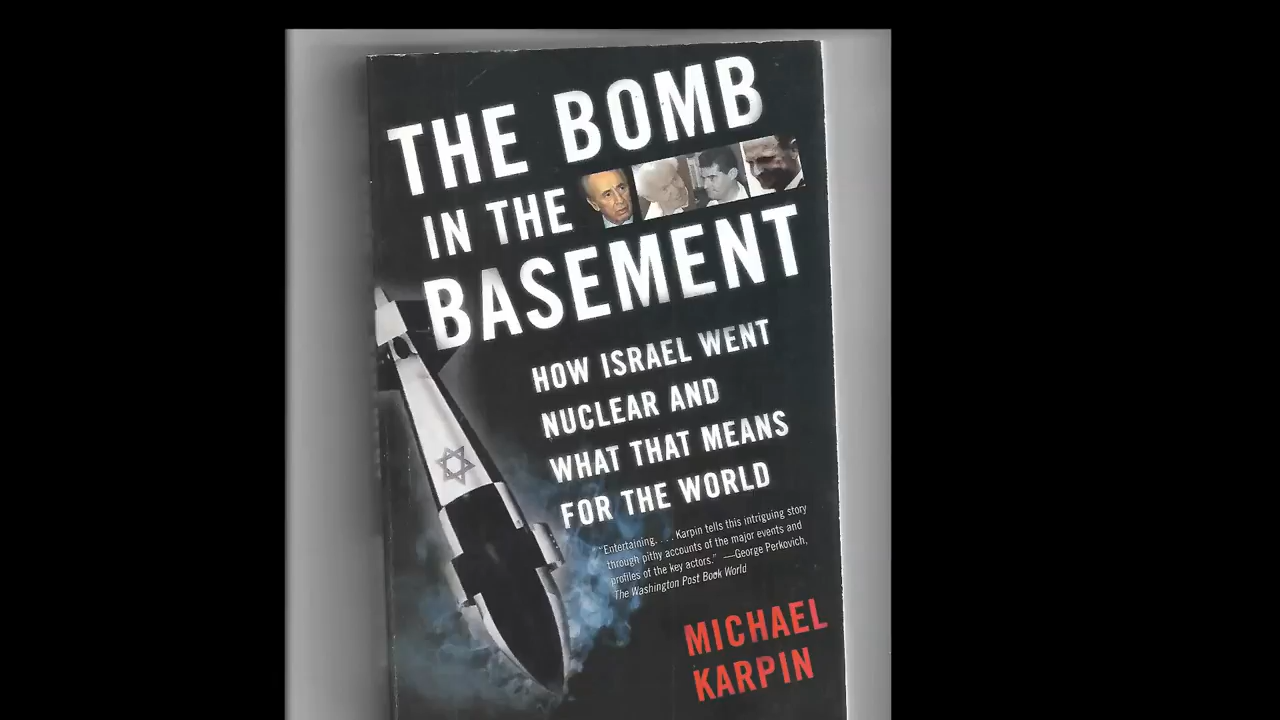 THE BOMB
IN THE
BASEMENT
HOW ISRAEL WENT
NUCLEAR AND
WHAT THAT MEANS
FOR THE WORLD
"Entertaining. . . . Karpin tells this intriguing story
through pithy accounts of the major events and
profiles of the key actors." —George Perkovich,
The Washington Post Book World
MICHAEL
KARPIN